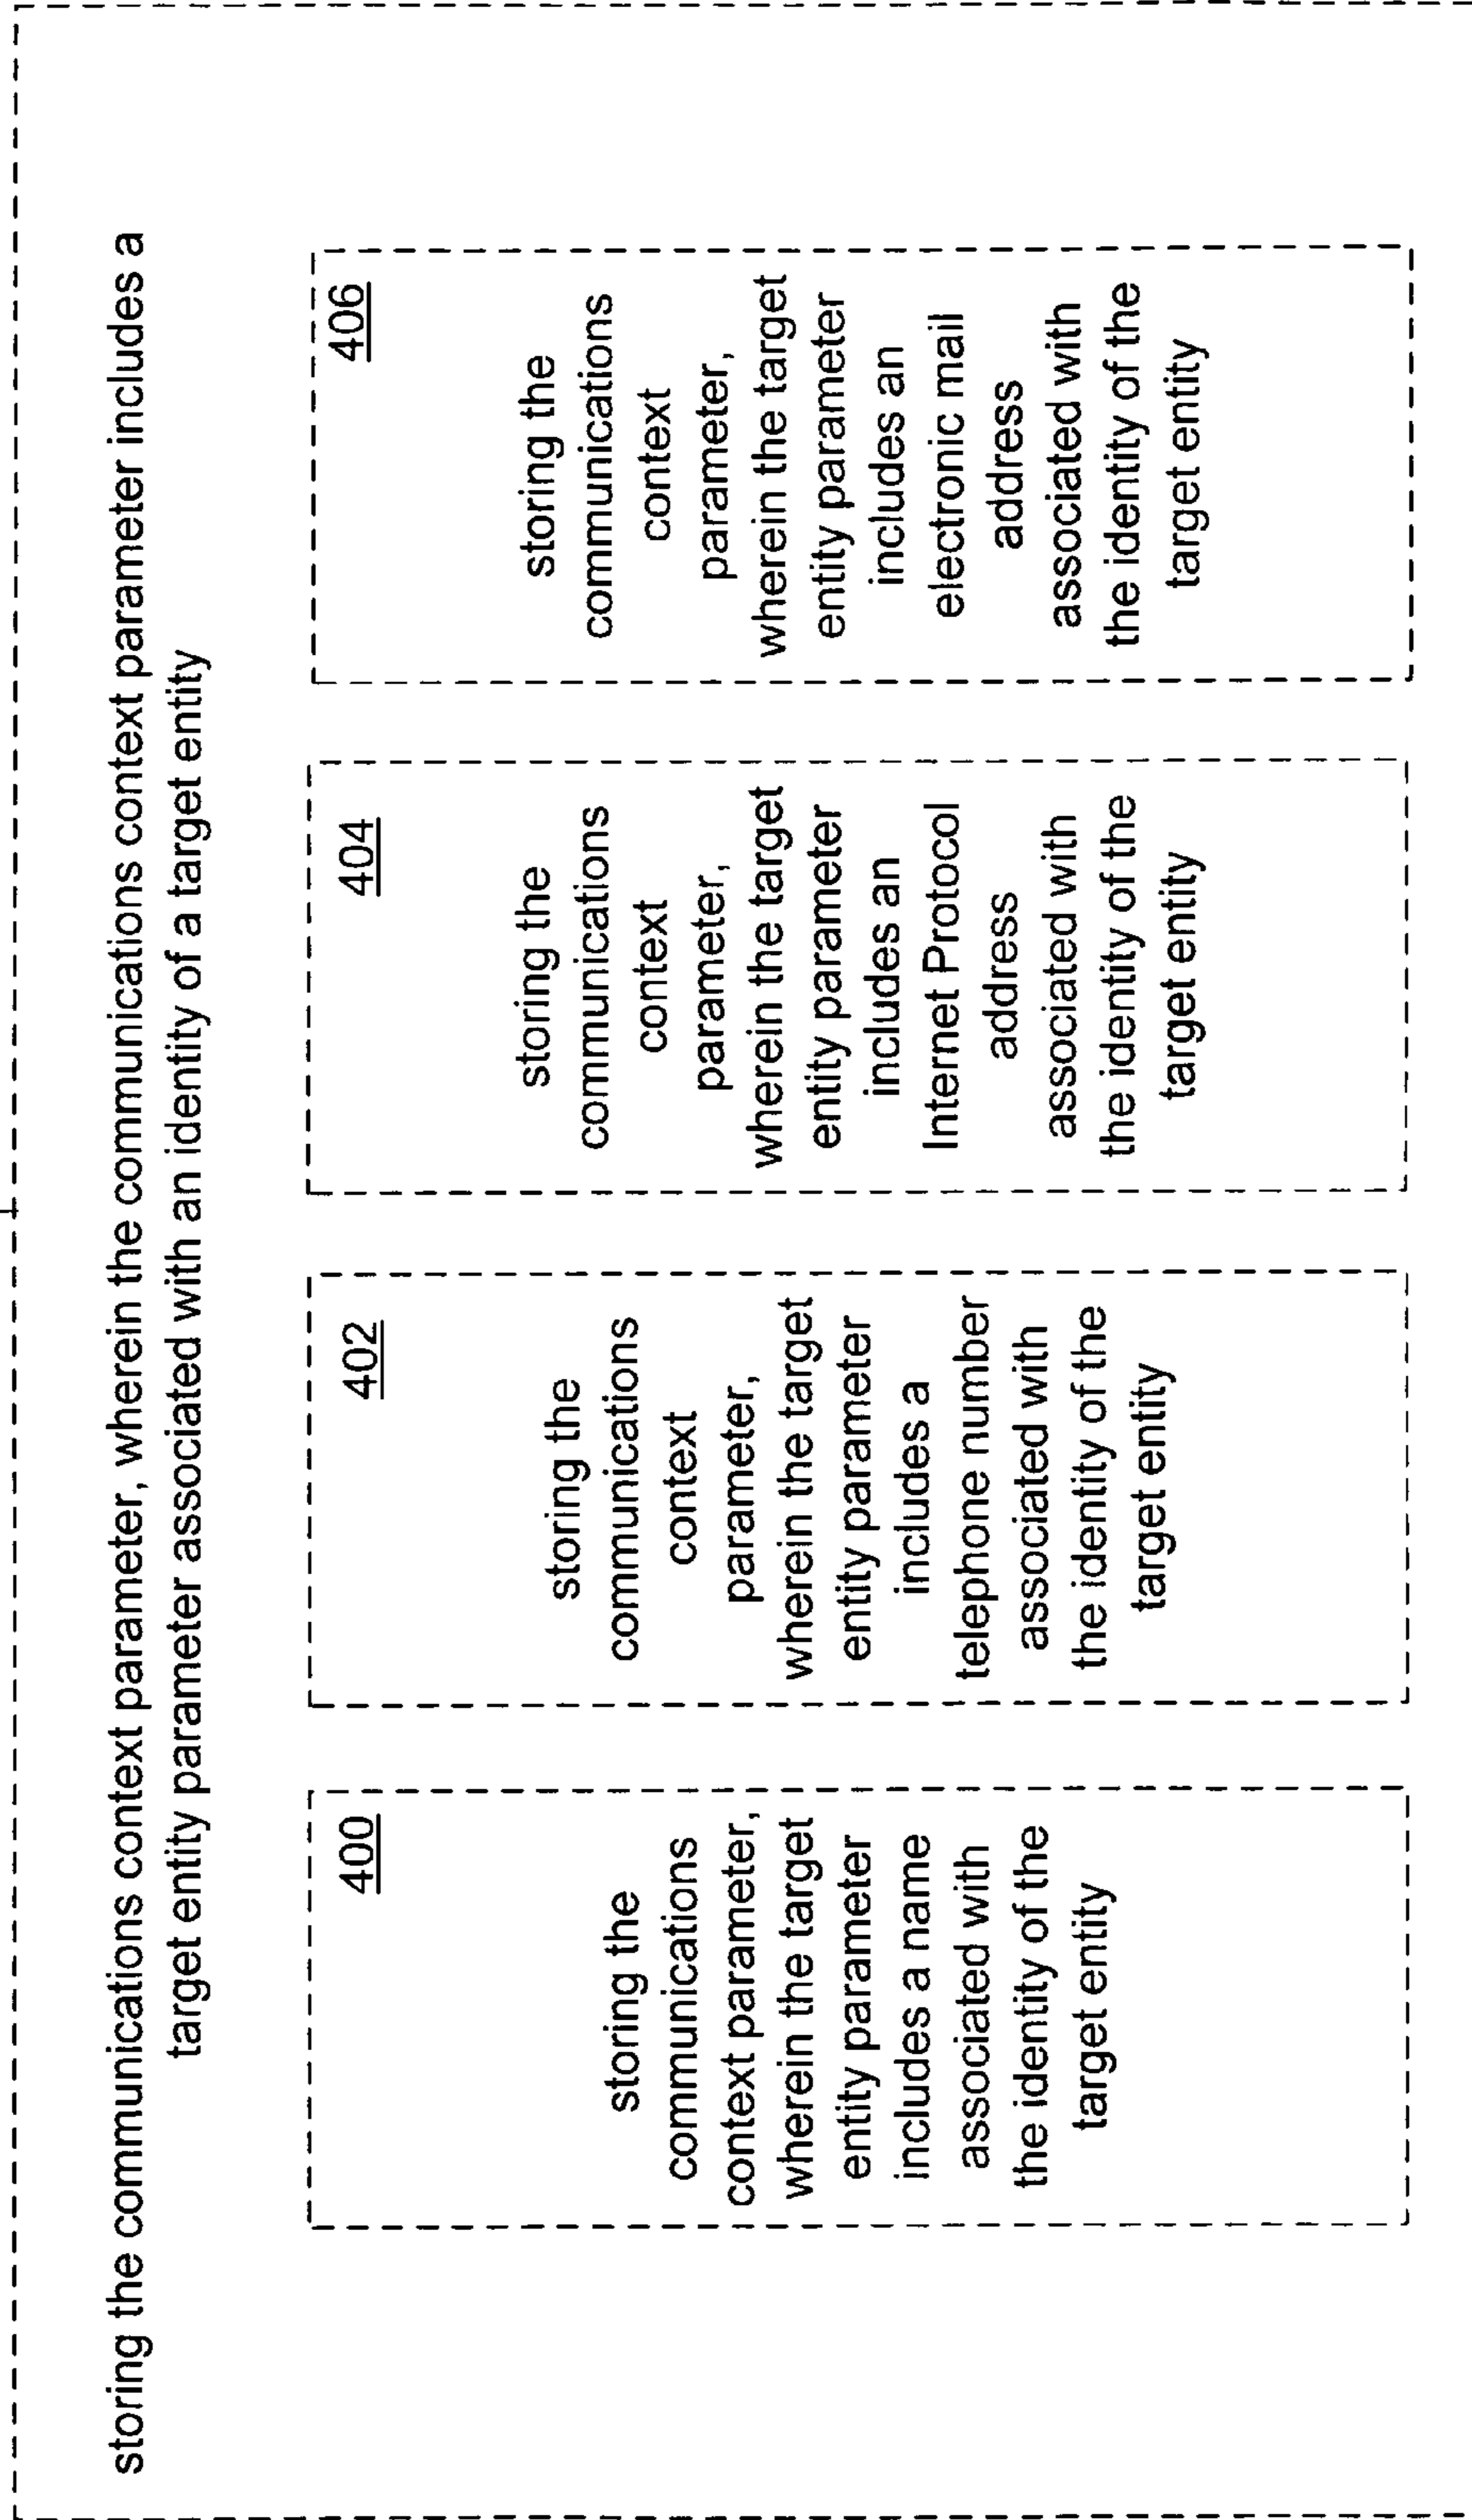 storing the communications context parameter, wherein the communications context parameter includes a
target entity parameter associated with an identity of a target entity
400
storing the
communications
context parameter,
wherein the target
entity parameter
includes a name
associated with
the identity of the
target entity
402
storing the
communications
context
parameter,
wherein the target
entity parameter
includes a
telephone number
associated with
the identity of the
target entity
404
storing the
communications
context
parameter,
wherein the target
entity parameter
includes an
Internet Protocol
address
associated with
the identity of the
target entity
406
storing the
communications
context
parameter,
wherein the target
entity parameter
includes an
electronic mail
address
associated with
the identity of the
target entity